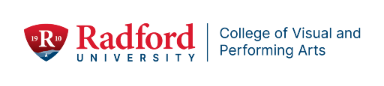 19 R 10
Radford
UNIVERSITY
College of Visual and
Performing Arts